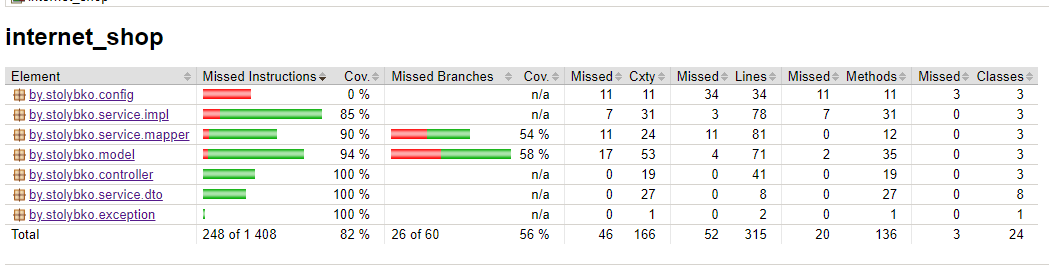 internet_shop
internet_shop
Element Missed Instructions Cov. Missed Branches Cov. Missed Cxty Missed Lines Missed Methods Missed Classes
by.stolybko.config 0 % n/a 11 11 34 34 11 11 3 3
by.stolybko.service.impl 85 % n/a 7 31 3 78 7 31 0 3
by.stolybko.service.mapper 90 % 54 % 11 24 11 81 0 12 0 3
by.stolybko.model 94 % 58 % 17 53 4 71 2 35 0 3
by.stolybko.controller 100 % n/a 0 19 0 41 0 19 0 3
by.stolybko.service.dto 100 % n/a 0 27 0 8 0 27 0 8
by.stolybko.exception 100 % n/a 0 1 0 2 0 1 0 1
Total 248 of 1 408 82 % 26 of 60 56 % 46 166 52 315 20 136 3 24